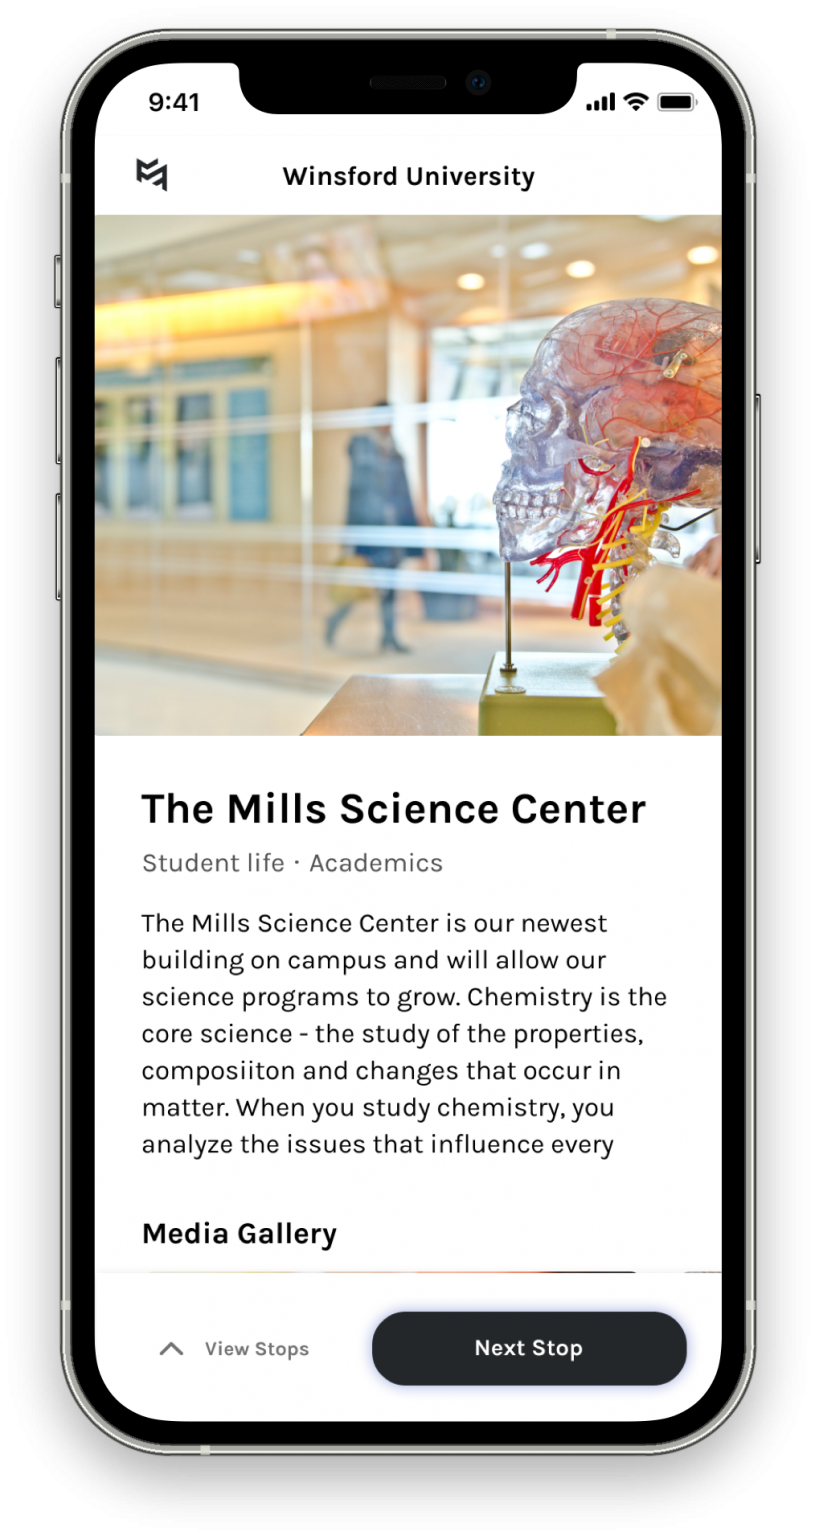 9:41
Winsford University
The Mills Science Center
Student life · Academics
The Mills Science Center is our newest
building on campus and will allow our
science programs to grow. Chemistry is the
core science - the study of the properties,
composiiton and changes that occur in
matter. When you study chemistry, you
analyze the issues that influence every
Media Gallery
View Stops
Next Stop